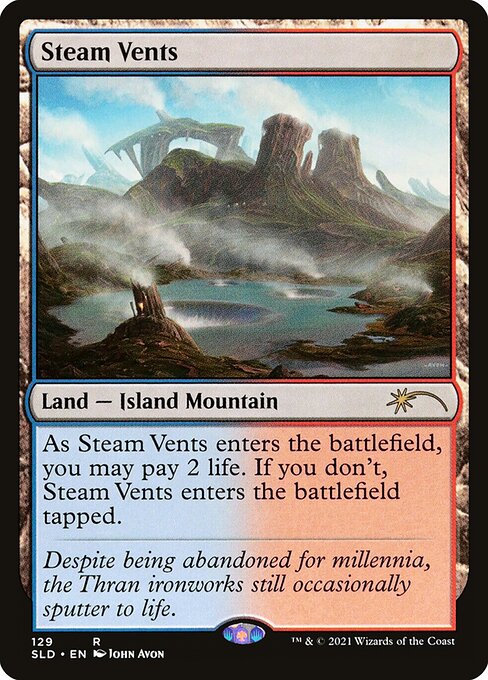 Steam Vents
AVON
Land — Island Mountain
As Steam Vents enters the battlefield,
you may pay 2 life. If you don't,
Steam Vents enters the battlefield
tapped.
Despite being abandoned for millennia,
the Thran ironworks still occasionally
sputter to life.
129 R
SLD • EN John Avon
™ & © 2021 Wizards of the Coast